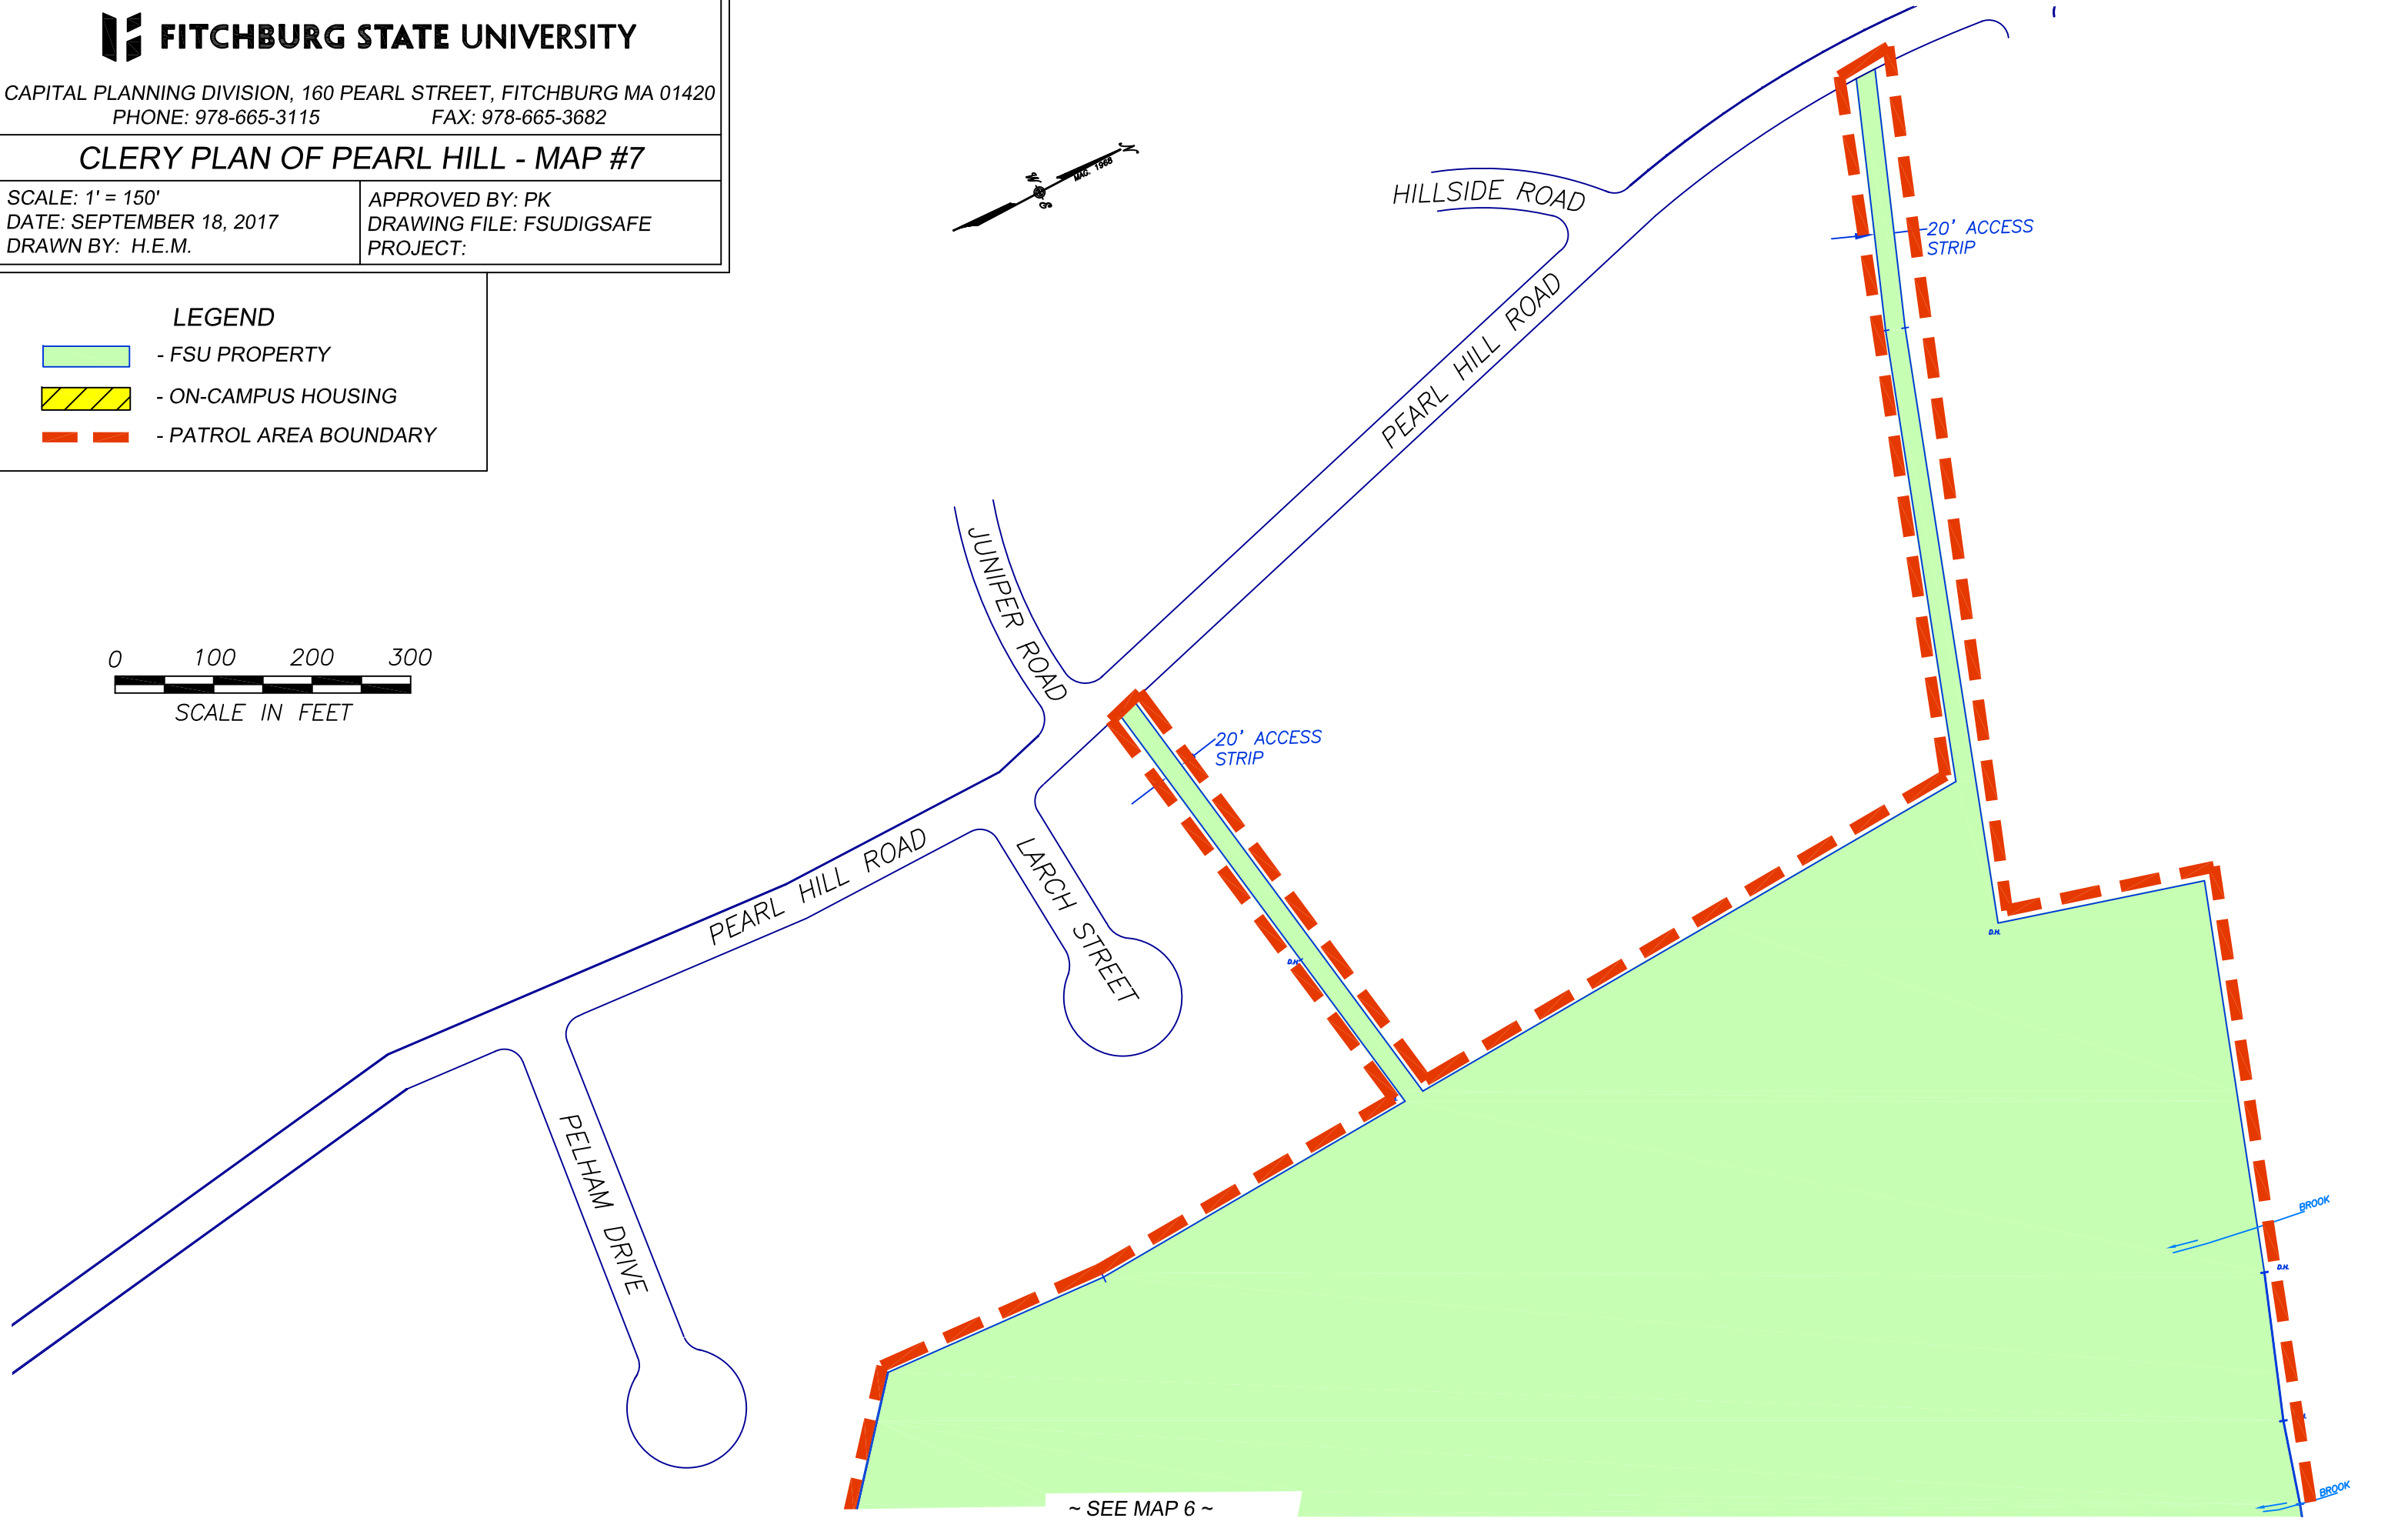 FITCHBURG STATE UNIVERSITY
CAPITAL PLANNING DIVISION, 160 PEARL STREET, FITCHBURG MA 01420
PHONE: 978-665-3115 FAX: 978-665-3682
CLERY PLAN OF PEARL HILL - MAP #7
SCALE: 1' = 150'
DATE: SEPTEMBER 18, 2017
DRAWN BY: H.E.M.
APPROVED BY: PK
DRAWING FILE: FSUDIGSAFE
PROJECT:
LEGEND
- FSU PROPERTY
- ON-CAMPUS HOUSING
- PATROL AREA BOUNDARY
0 100 200 300
SCALE IN FEET
N
W
S
MAG. 1968
HILLSIDE ROAD
PEARL HILL ROAD
20' ACCESS
STRIP
JUNIPER ROAD
20' ACCESS
STRIP
PEARL HILL ROAD
LARCH STREET
D.H.
D.H.
PELHAM DRIVE
BROOK
D.H.
BROOK
~ SEE MAP 6 ~